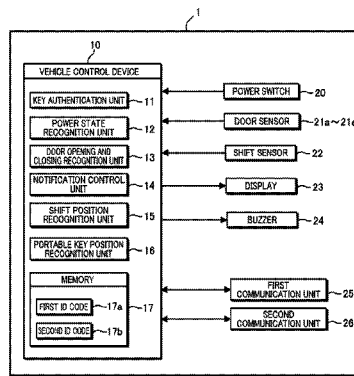 1
10
VEHICLE CONTROL DEVICE
KEY AUTHENTICATION UNIT
11
POWER STATE
RECOGNITION UNIT
12
DOOR OPENING AND
CLOSING RECOGNITION UNIT
13
NOTIFICATION CONTROL
UNIT
14
SHIFT POSITION
RECOGNITION UNIT
15
PORTABLE KEY POSITION
RECOGNITION UNIT
16
MEMORY
FIRST ID CODE
17a
17
SECOND ID CODE
17b
POWER SWITCH
20
DOOR SENSOR
21a~21e
SHIFT SENSOR
22
DISPLAY
23
BUZZER
24
FIRST
COMMUNICATION UNIT
25
SECOND
COMMUNICATION UNIT
26